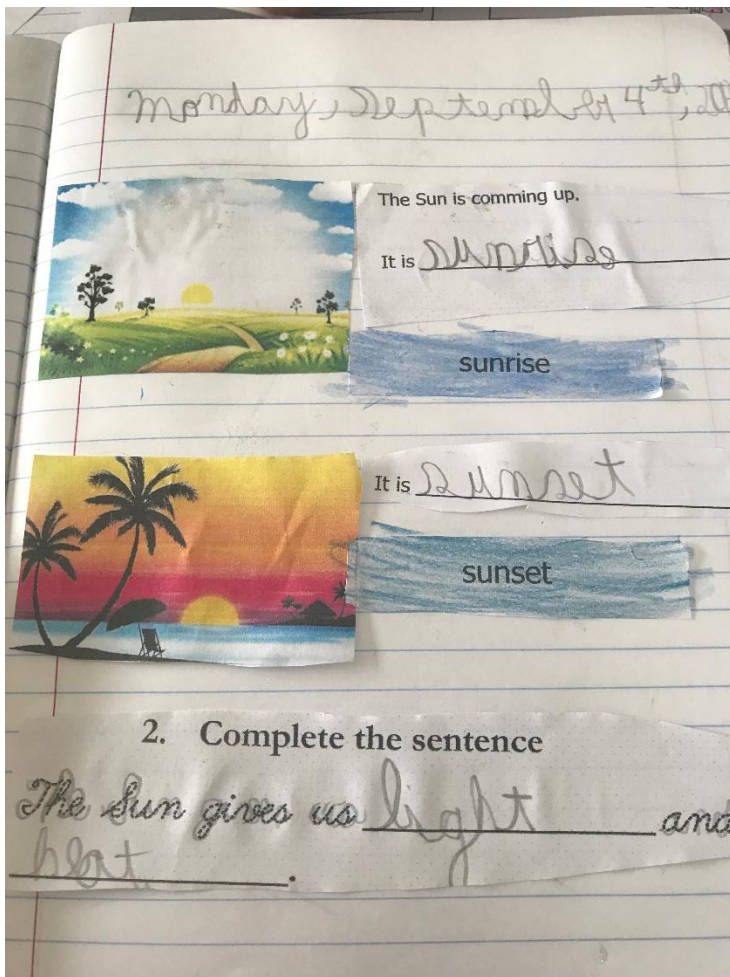 Monday, September 4th,
The Sun is comming up.
It is sunrise
sunrise
It is sunset
sunset
2. Complete the sentence
The Sun gives us light and
heat.